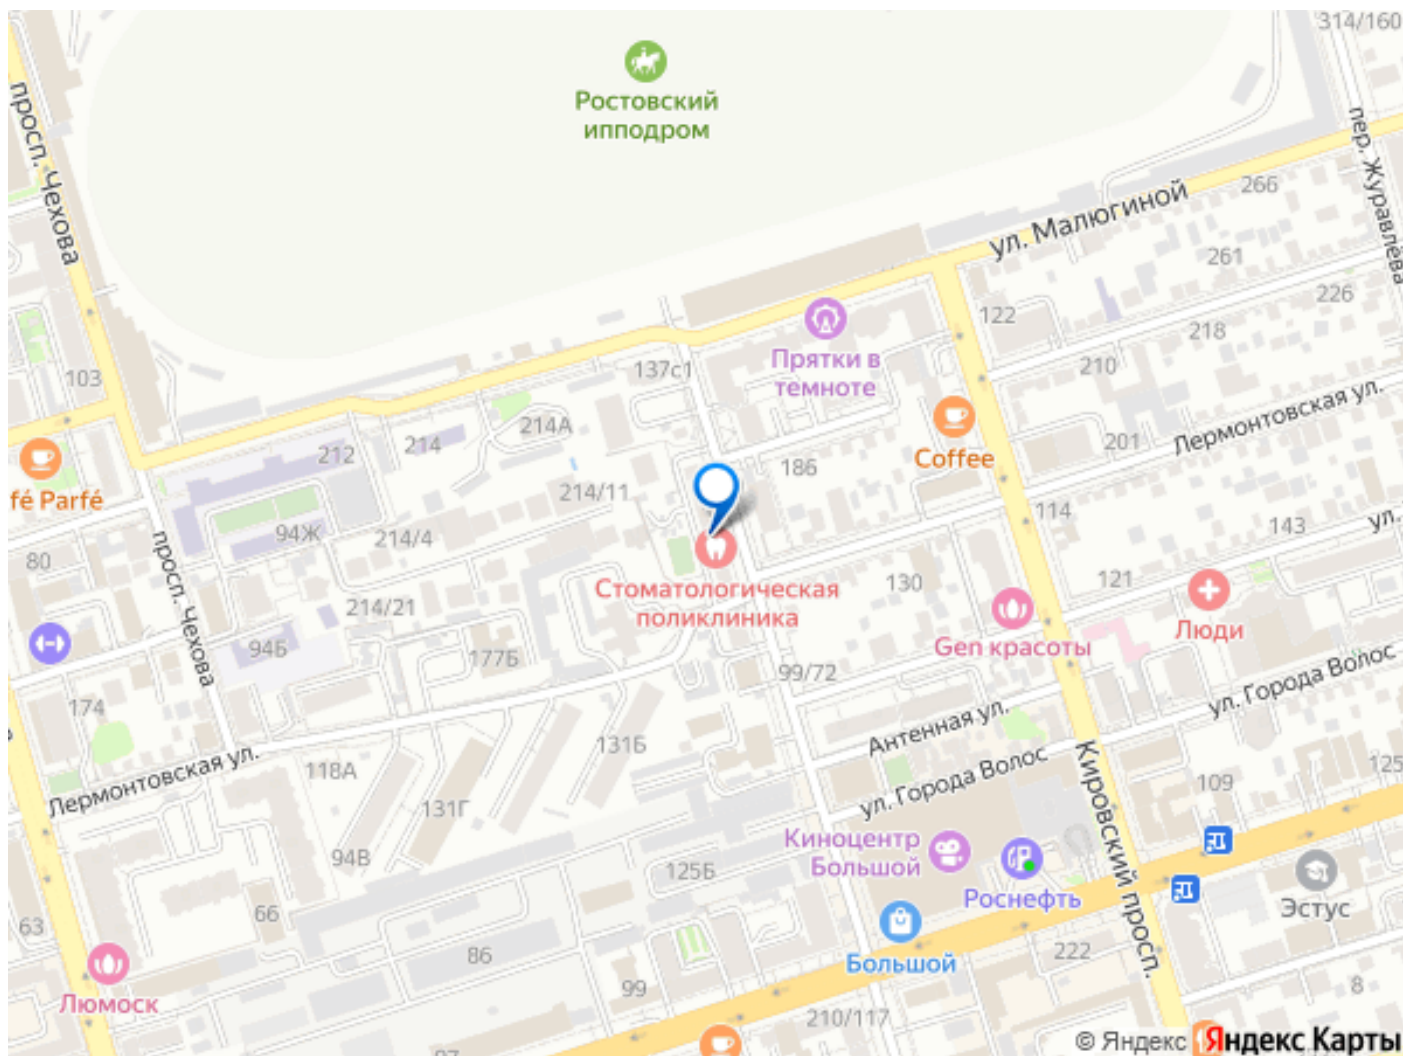 314/160
Ростовский
ипподром
просп. Чехова
пер. Журавлёва
266
ул. Малюгиной
261
226
122
218
Прятки в
темноте
137с1
210
103
214А
Лермонтовская ул.
201
214
212
Coffee
186
fé Parfé
214/11
114
143
ул.
94Ж
214/4
80
просп. Чехова
Стоматологическая
поликлиника
130
121
214/21
Люди
Gen красоты
94Б
177Б
99/72
ул. Города Волос
174
Антенная ул.
131Б
Лермонтовская ул.
118А
ул. Города Волос
Кировский просп.
125
109
131Г
Киноцентр
Большой
94В
125Б
Роснефть
Эстус
66
63
86
Большой
222
Люмоск
99
8
210/117
97
© Яндекс Яндекс Карты